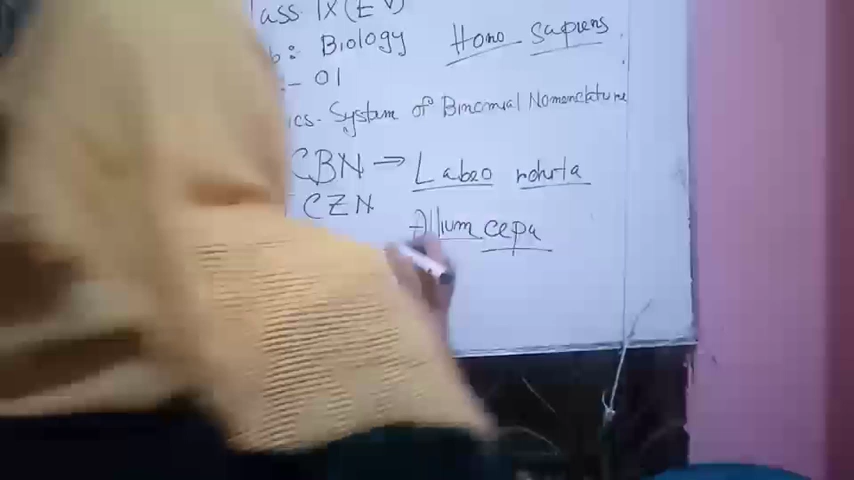 lass IX (EV)
b: Biology Homo Sapiens
:- 01
ics- System of Binomial Nomenclature
CBN → Labeo rohita
CZN
Allium cepa